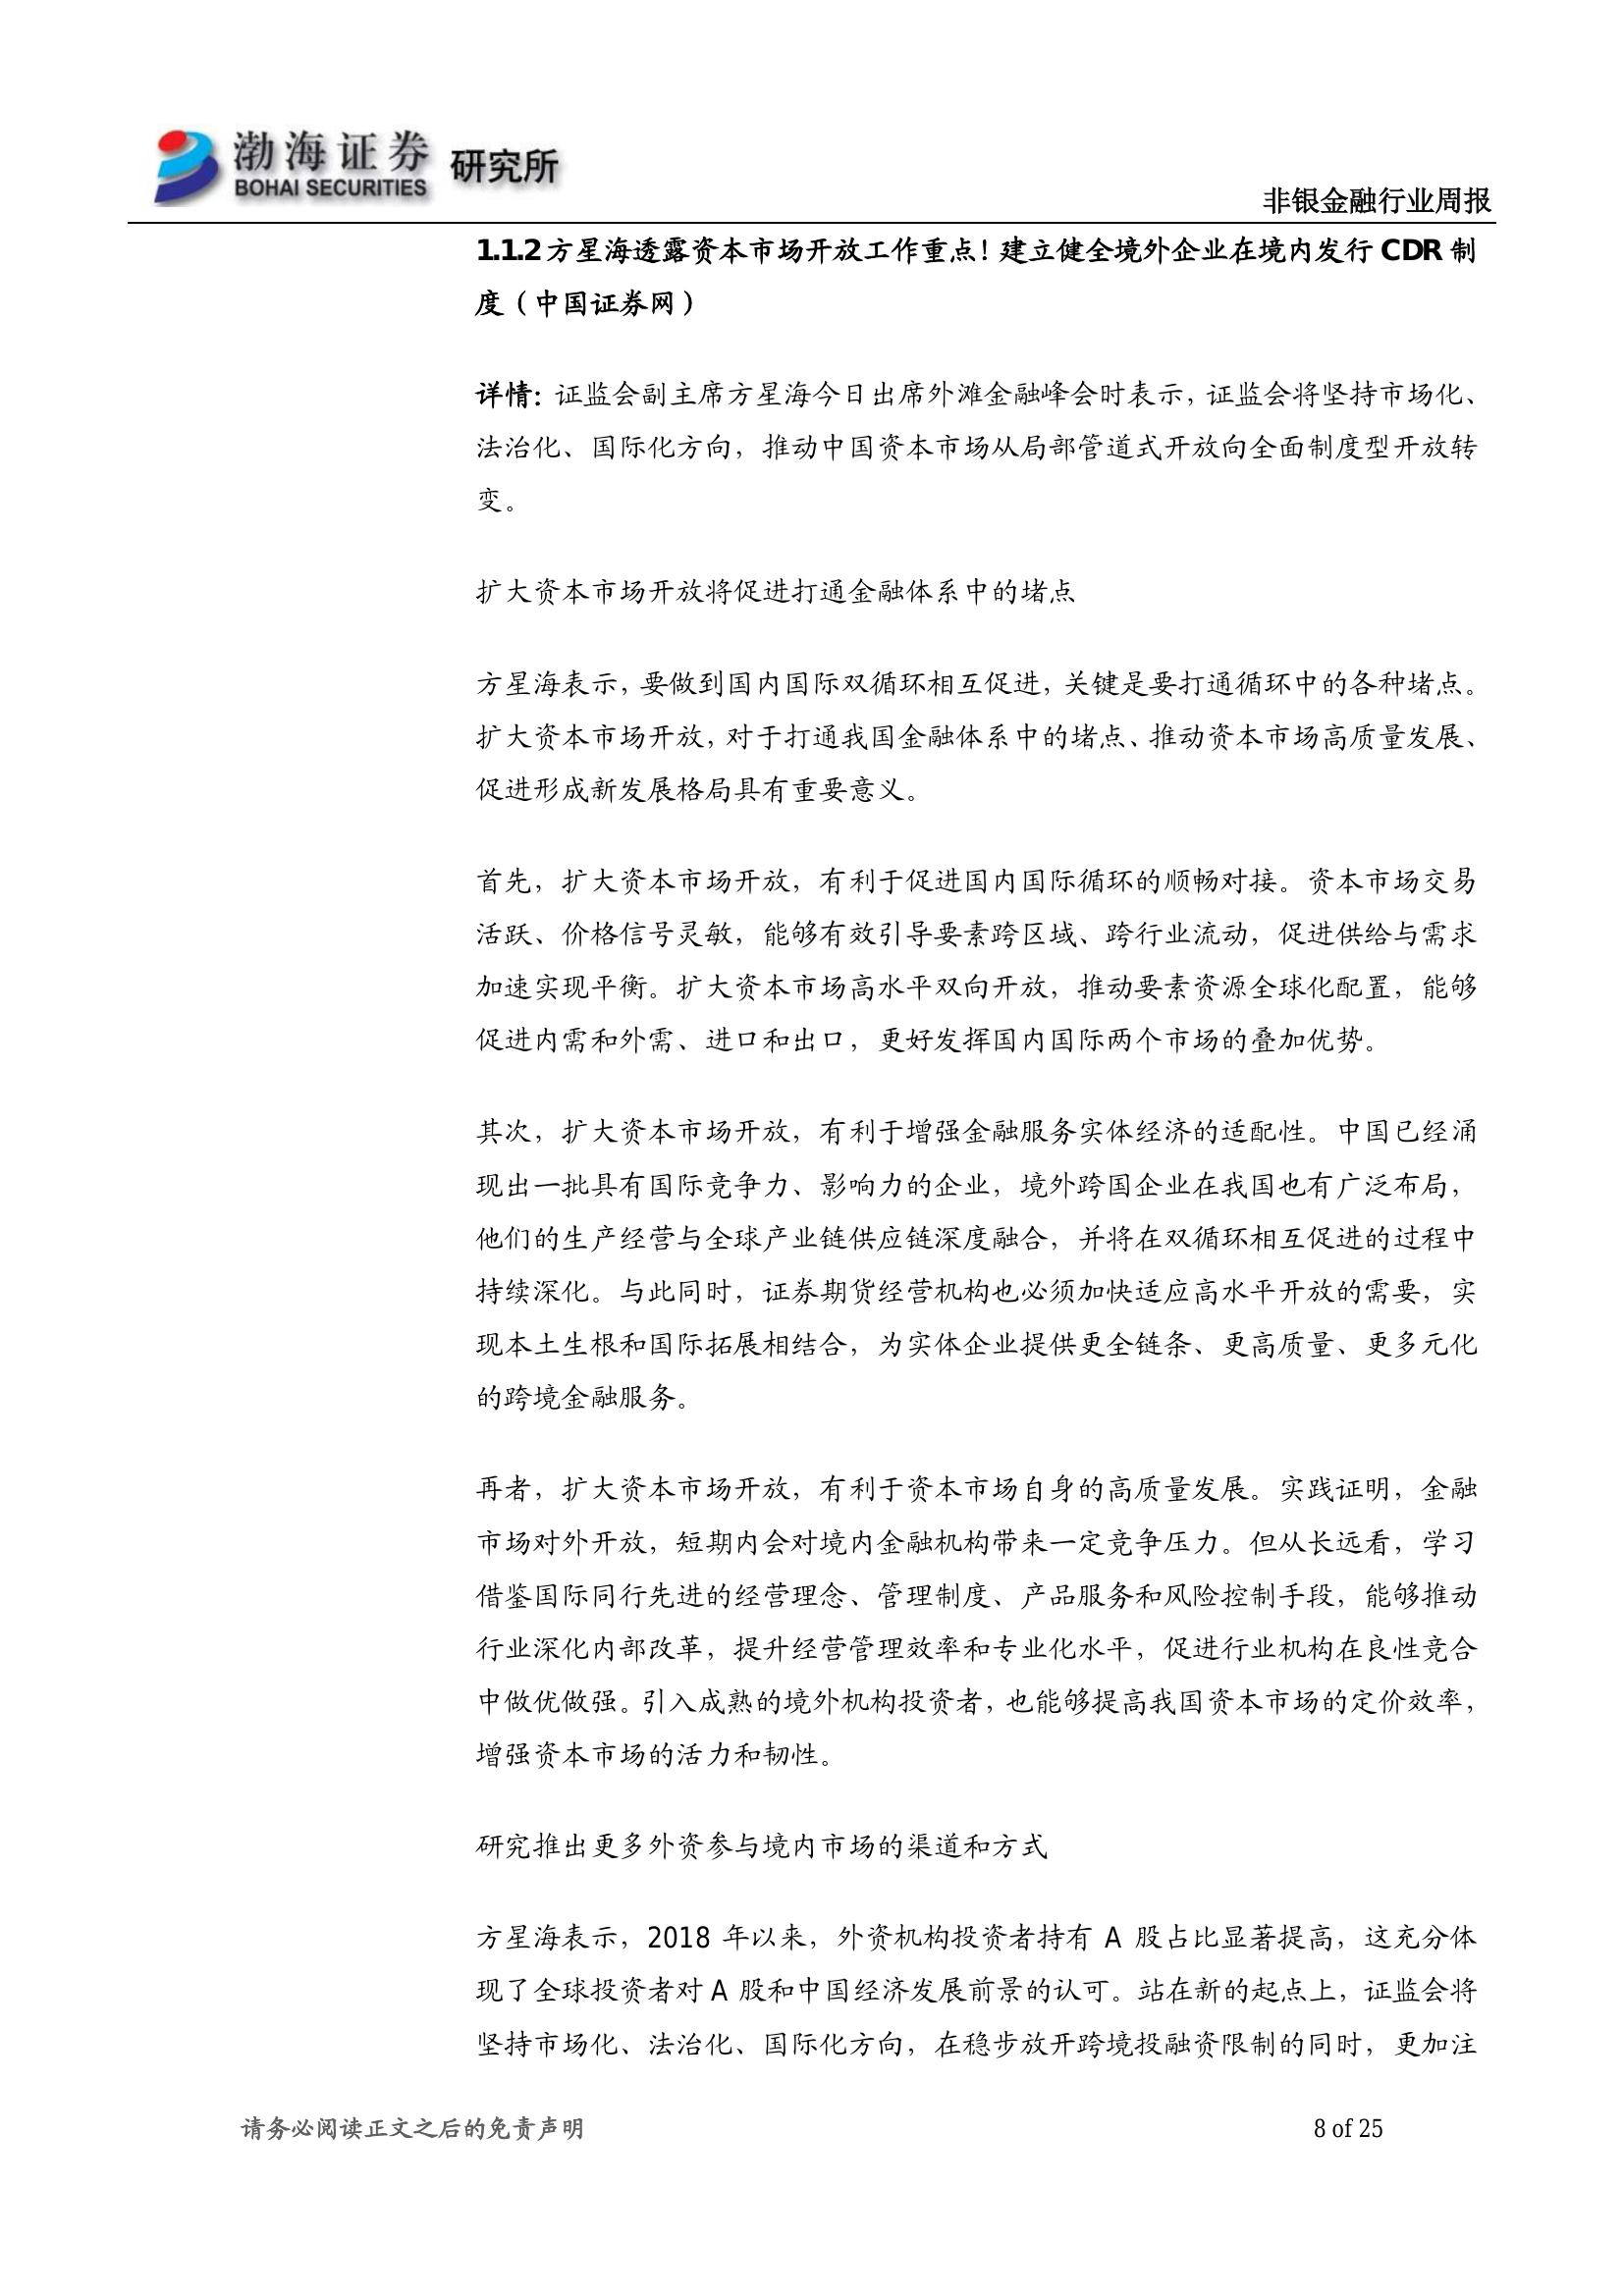 渤海证券 研究所
BOHAI SECURITIES
非银金融行业周报
1.1.2 方星海透露资本市场开放工作重点！建立健全境外企业在境内发行 CDR 制
度（中国证券网）
详情：证监会副主席方星海今日出席外滩金融峰会时表示，证监会将坚持市场化、
法治化、国际化方向，推动中国资本市场从局部管道式开放向全面制度型开放转
变。
扩大资本市场开放将促进打通金融体系中的堵点
方星海表示，要做到国内国际双循环相互促进，关键是要打通循环中的各种堵点。
扩大资本市场开放，对于打通我国金融体系中的堵点、推动资本市场高质量发展、
促进形成新发展格局具有重要意义。
首先，扩大资本市场开放，有利于促进国内国际循环的顺畅对接。资本市场交易
活跃、价格信号灵敏，能够有效引导要素跨区域、跨行业流动，促进供给与需求
加速实现平衡。扩大资本市场高水平双向开放，推动要素资源全球化配置，能够
促进内需和外需、进口和出口，更好发挥国内国际两个市场的叠加优势。
其次，扩大资本市场开放，有利于增强金融服务实体经济的适配性。中国已经涌
现出一批具有国际竞争力、影响力的企业，境外跨国企业在我国也有广泛布局，
他们的生产经营与全球产业链供应链深度融合，并将在双循环相互促进的过程中
持续深化。与此同时，证券期货经营机构也必须加快适应高水平开放的需要，实
现本土生根和国际拓展相结合，为实体企业提供更全链条、更高质量、更多元化
的跨境金融服务。
再者，扩大资本市场开放，有利于资本市场自身的高质量发展。实践证明，金融
市场对外开放，短期内会对境内金融机构带来一定竞争压力。但从长远看，学习
借鉴国际同行先进的经营理念、管理制度、产品服务和风险控制手段，能够推动
行业深化内部改革，提升经营管理效率和专业化水平，促进行业机构在良性竞合
中做优做强。引入成熟的境外机构投资者，也能够提高我国资本市场的定价效率，
增强资本市场的活力和韧性。
研究推出更多外资参与境内市场的渠道和方式
方星海表示，2018 年以来，外资机构投资者持有 A 股占比显著提高，这充分体
现了全球投资者对 A 股和中国经济发展前景的认可。站在新的起点上，证监会将
坚持市场化、法治化、国际化方向，在稳步放开跨境投融资限制的同时，更加注
请务必阅读正文之后的免责声明 8 of 25